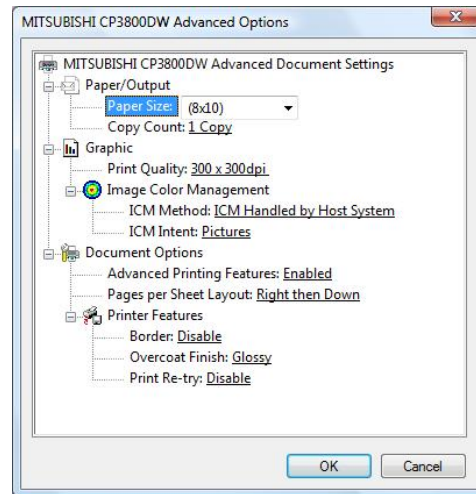 MITSUBISHI CP3800DW Advanced Options
MITSUBISHI CP3800DW Advanced Document Settings
Paper/Output
Paper Size: (8x10)
Copy Count: 1 Copy
Graphic
Print Quality: 300 x 300dpi
Image Color Management
ICM Method: ICM Handled by Host System
ICM Intent: Pictures
Document Options
Advanced Printing Features: Enabled
Pages per Sheet Layout: Right then Down
Printer Features
Border: Disable
Overcoat Finish: Glossy
Print Re-try: Disable
OK Cancel